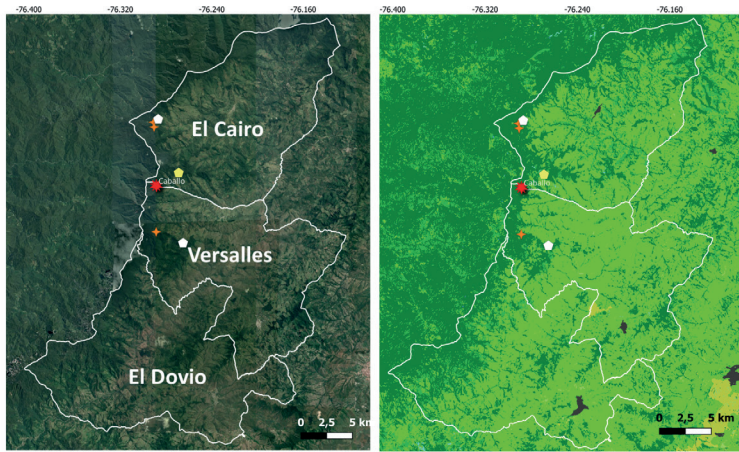 -76.400 -76.320 -76.240 -76.160 -76.400 -76.320 -76.240 -76.160
El Cairo
Caballo
Caballo
Versalles
El Dovio
0 2,5 5 km
0 2,5 5 km